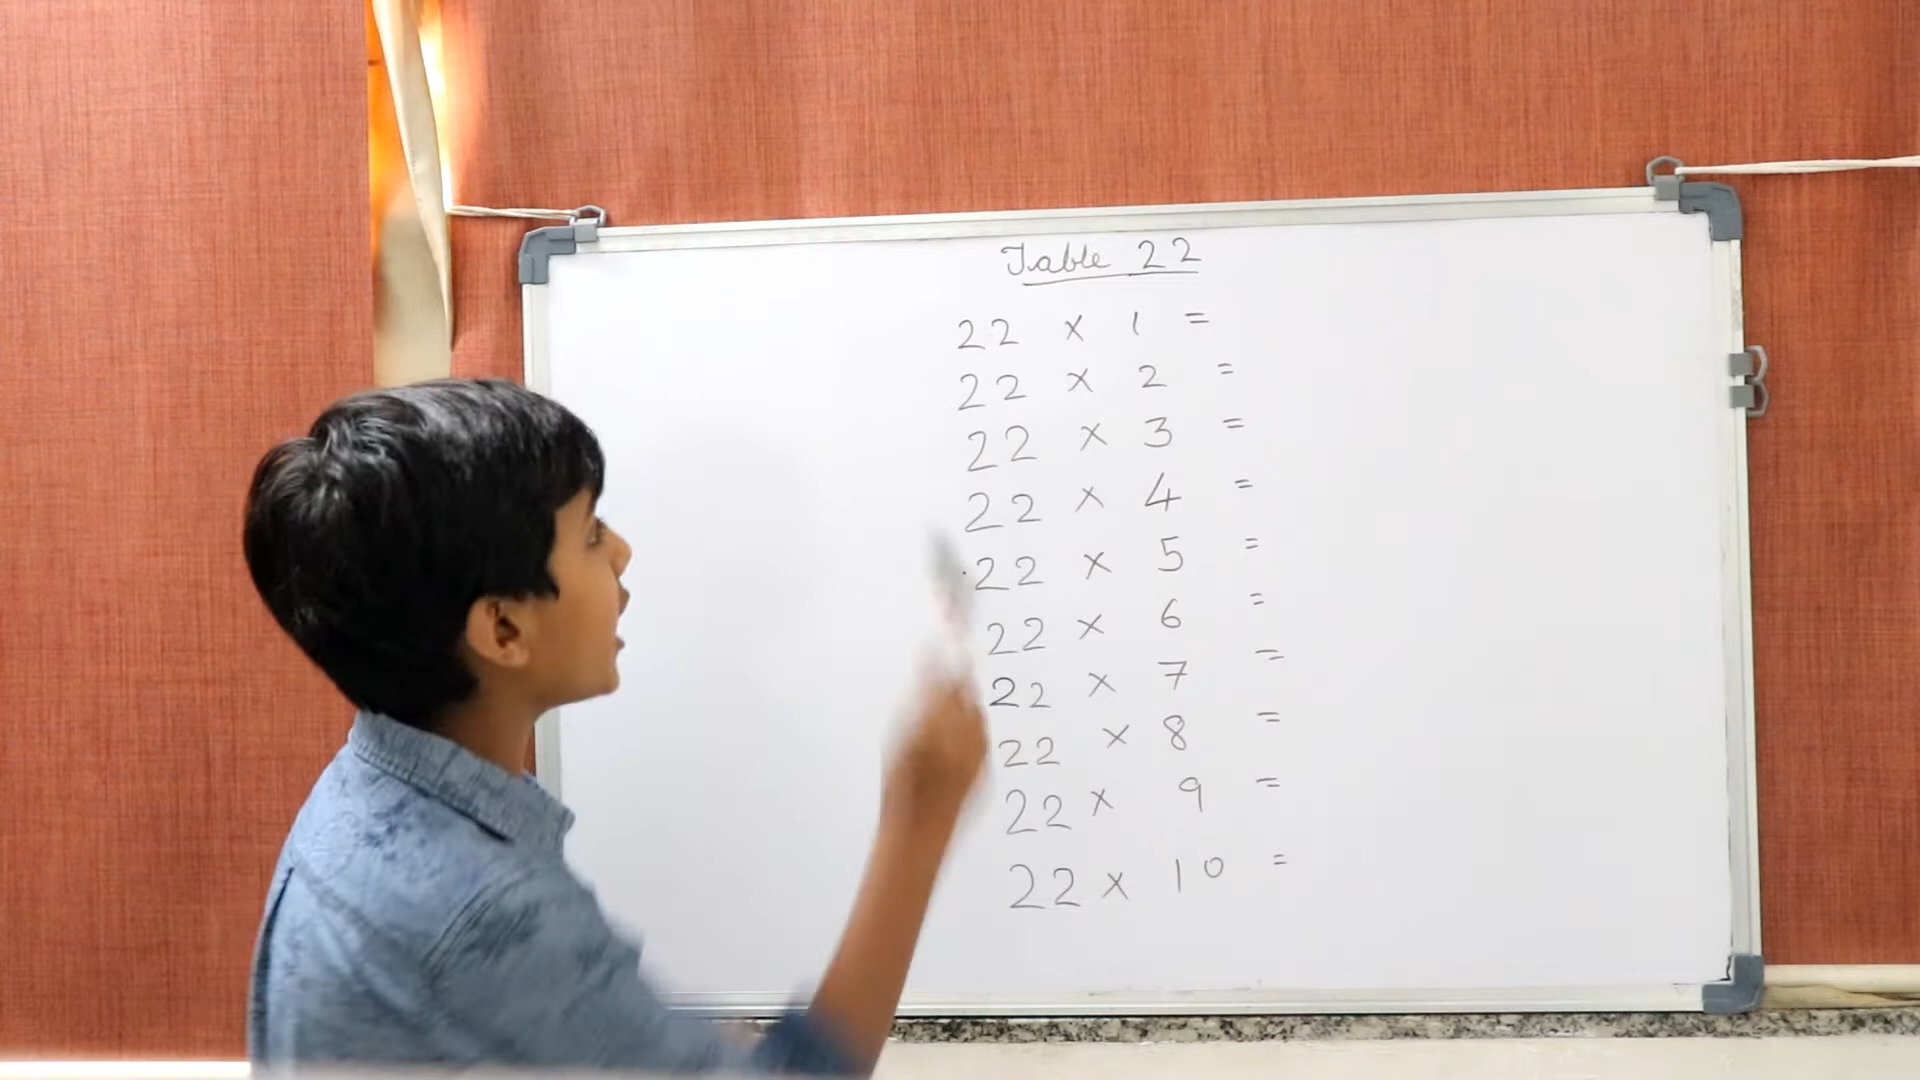 Table 22
22 x 1 =
22 x 2 =
22 x 3 =
22 x 4 =
22 x 5 =
22 x 6 =
22 x 7 =
22 x 8 =
22 x 9 =
22 x 10 =